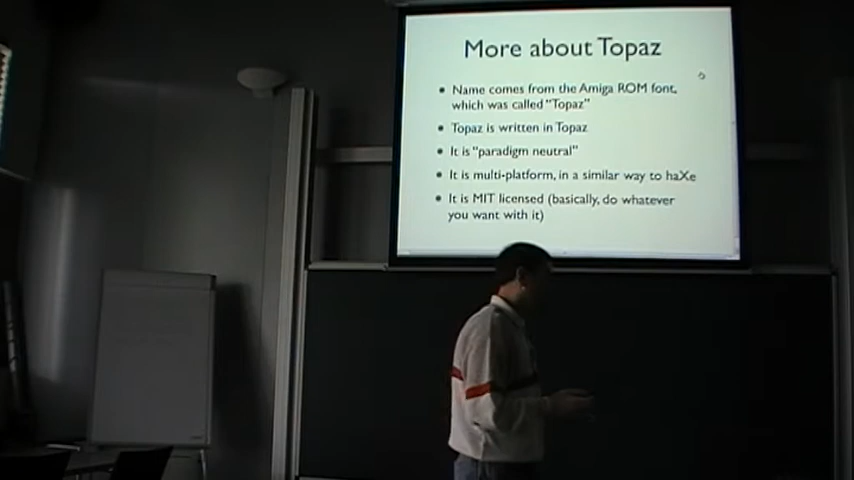 More about Topaz
• Name comes from the Amiga ROM font,
which was called "Topaz"
• Topaz is written in Topaz
• It is "paradigm neutral"
• It is multi-platform, in a similar way to haXe
• It is MIT licensed (basically, do whatever
you want with it)